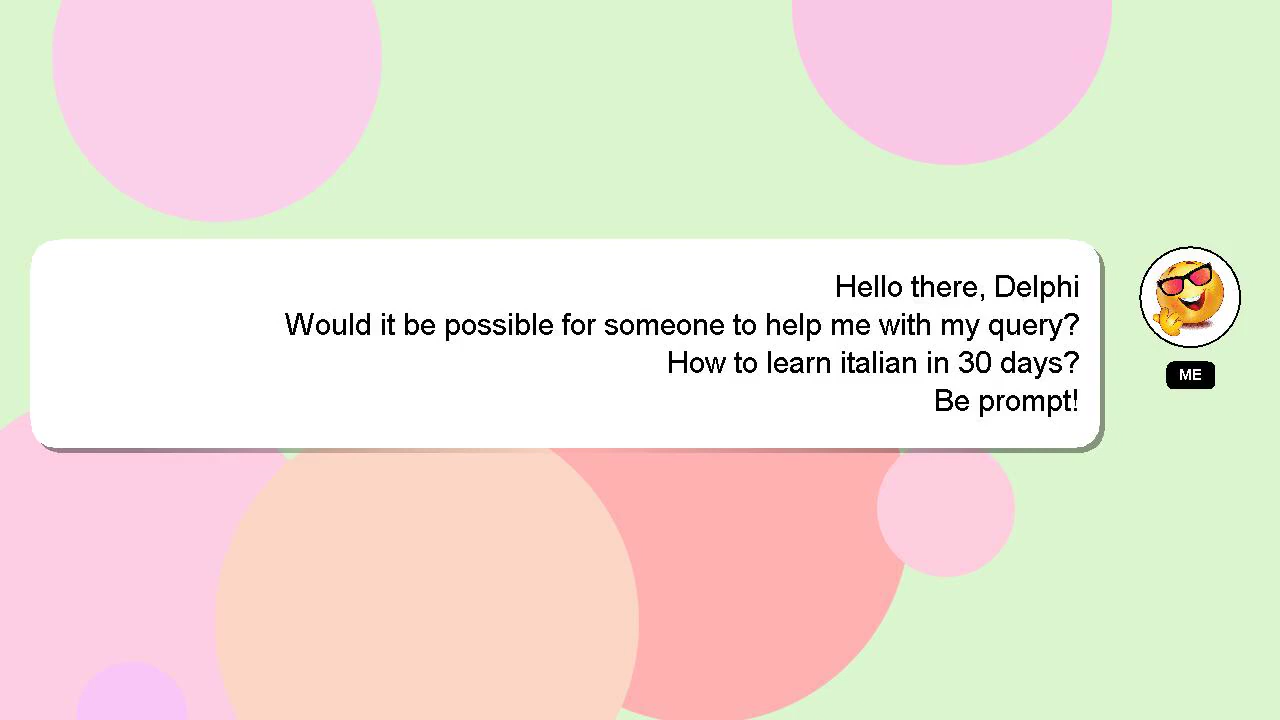 Hello there, Delphi
Would it be possible for someone to help me with my query?
How to learn italian in 30 days?
Be prompt!
ME